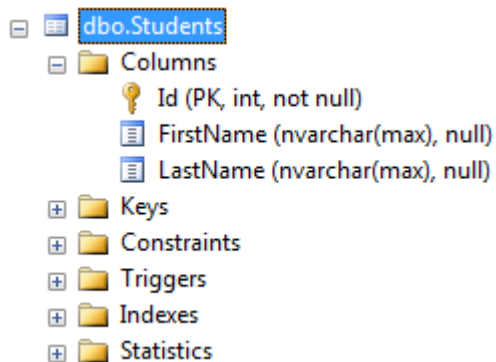 dbo.Students
Columns
Id (PK, int, not null)
FirstName (nvarchar(max), null)
LastName (nvarchar(max), null)
Keys
Constraints
Triggers
Indexes
Statistics